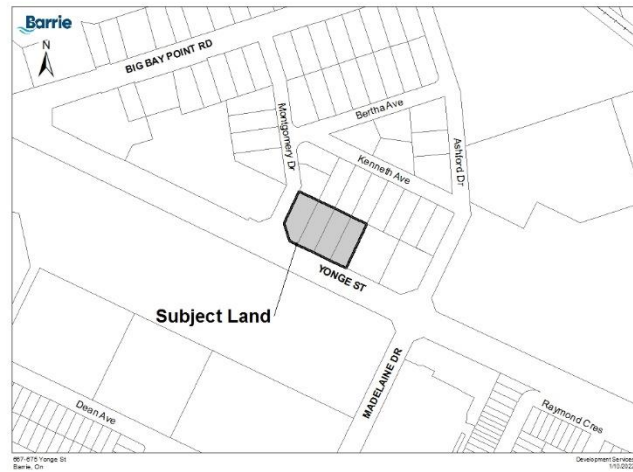 Barrie
N
BIG BAY POINT RD
Montgomery Dr
Bertha Ave
Ashford Dr
Kenneth Ave
YONGE ST
Subject Land
MADELAINE DR
Dean Ave
Raymond Cres
667-675 Yonge St
Barrie, On
Development Services